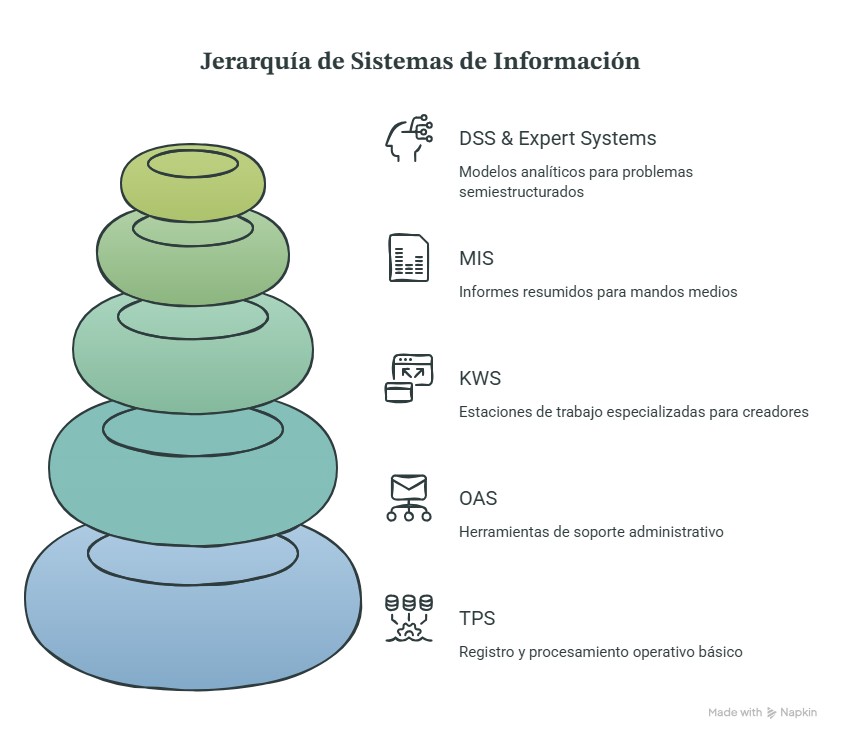 Jerarquía de Sistemas de Información
DSS & Expert Systems
Modelos analíticos para problemas
semiestructurados
MIS
Informes resumidos para mandos medios
KWS
Estaciones de trabajo especializadas para creadores
OAS
Herramientas de soporte administrativo
TPS
Registro y procesamiento operativo básico
Made with Napkin